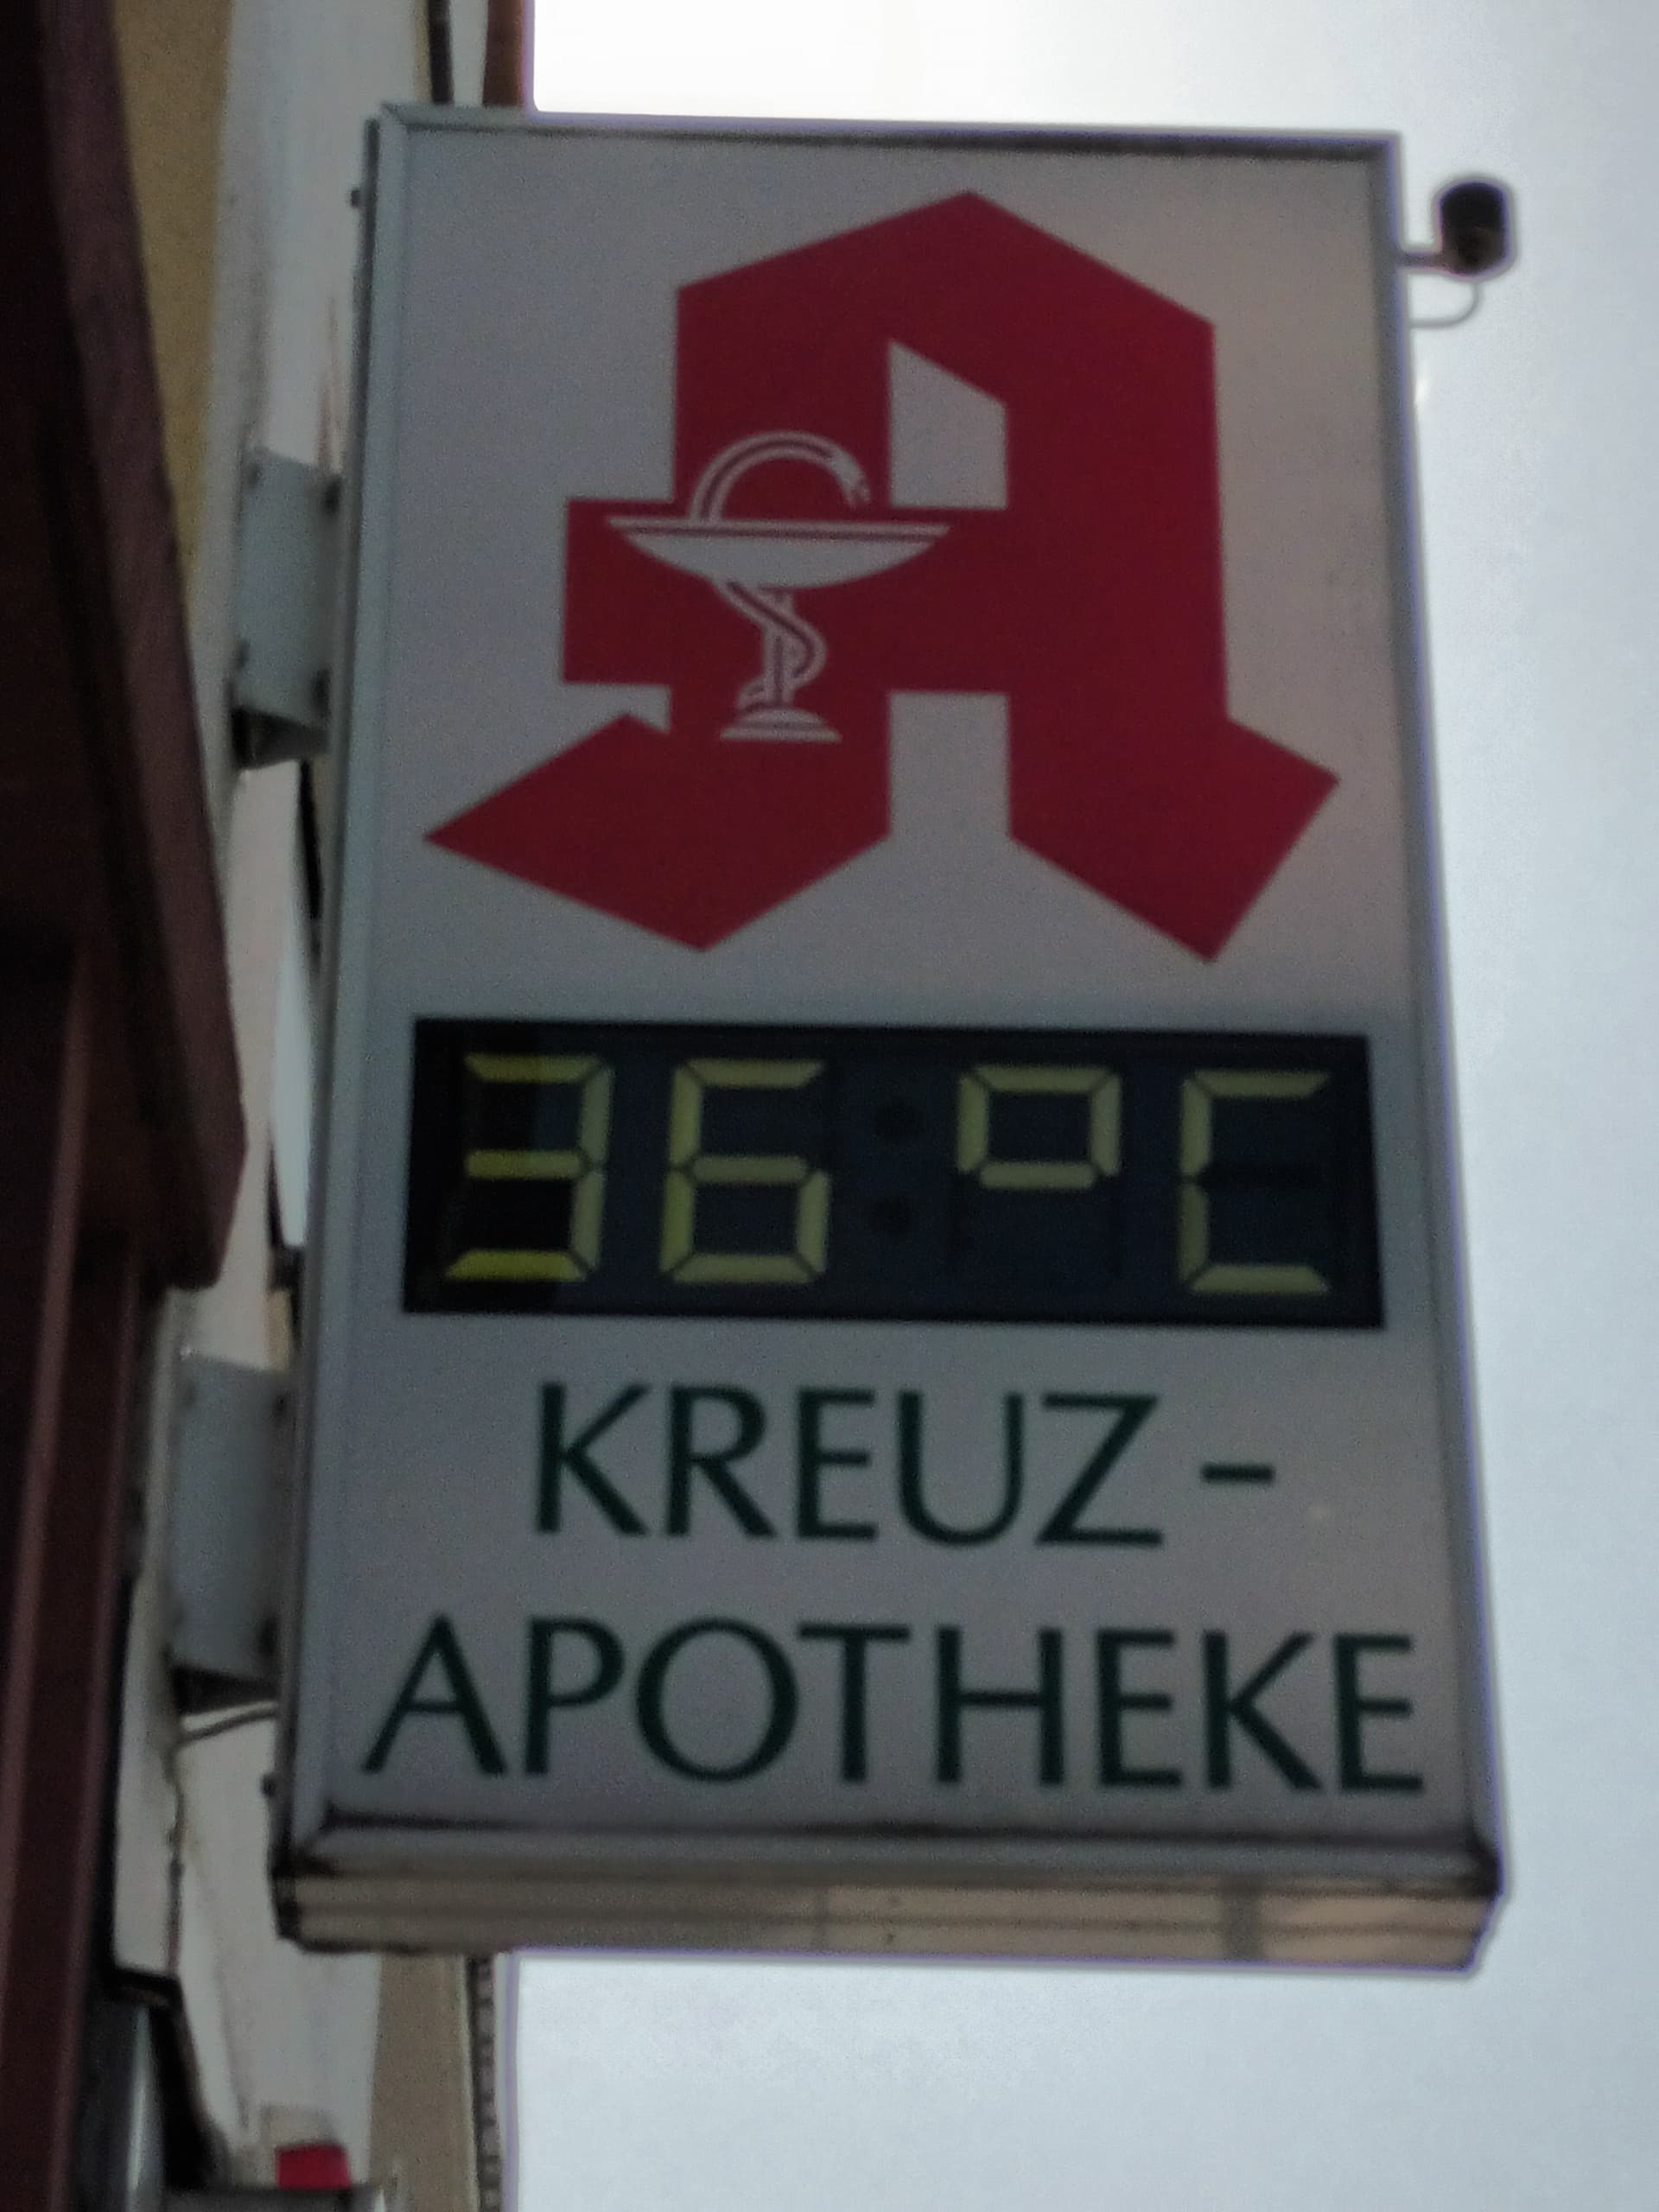 A
36 °C
KREUZ-
APOTHEKE